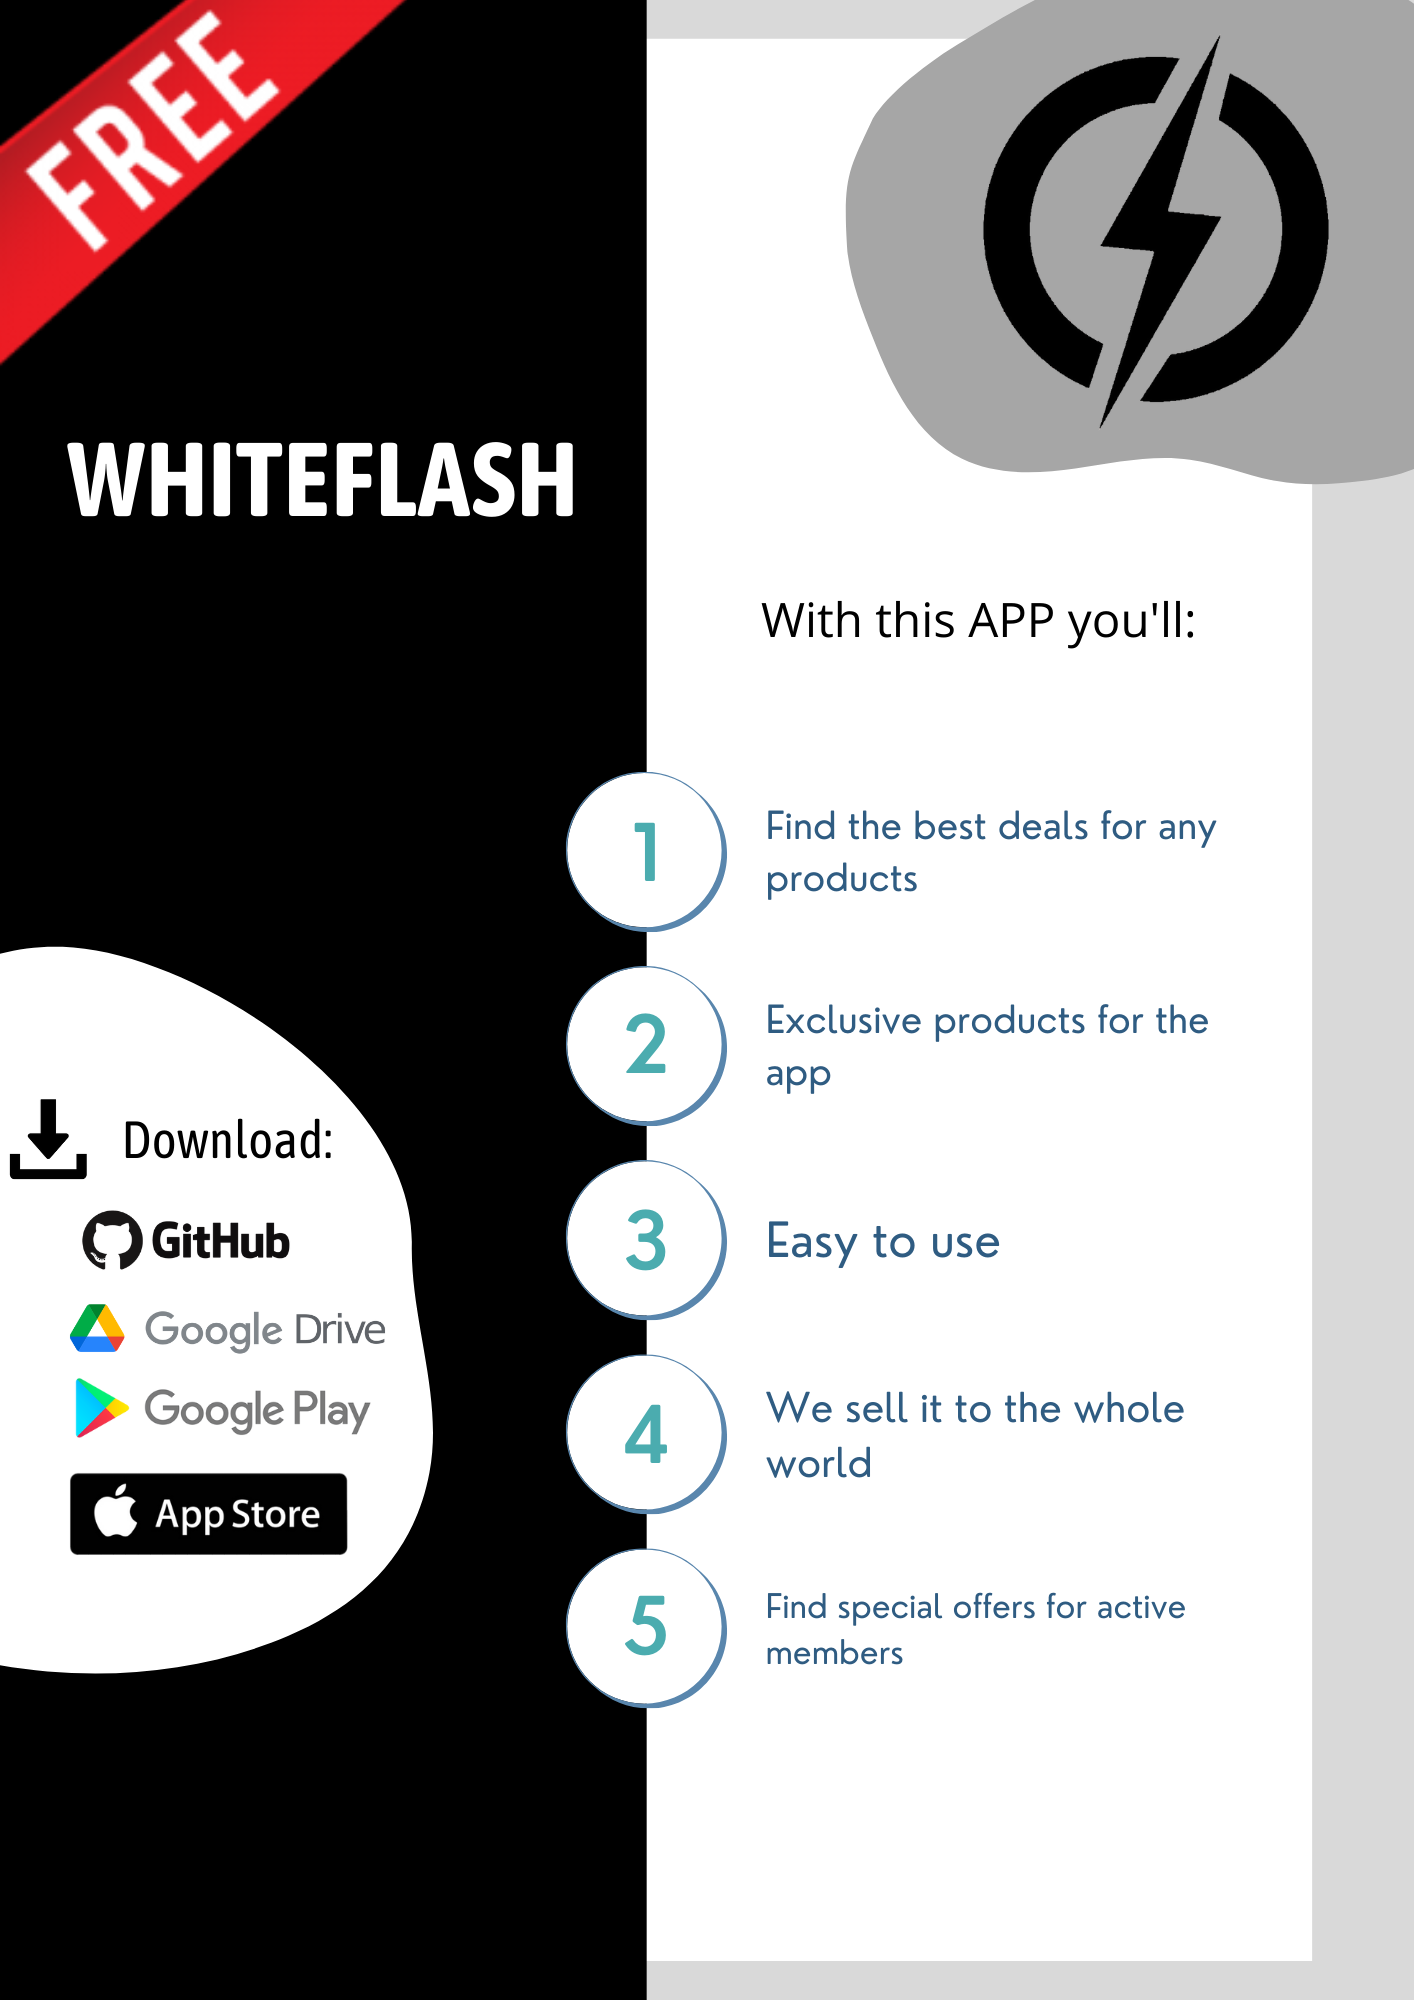 FREE
WHITEFLASH
With this APP you'll:
1
Find the best deals for any
products
2
Exclusive products for the
app
3
Easy to use
4
We sell it to the whole
world
5
Find special offers for active
members
Download:
GitHub
Google Drive
Google Play
App Store